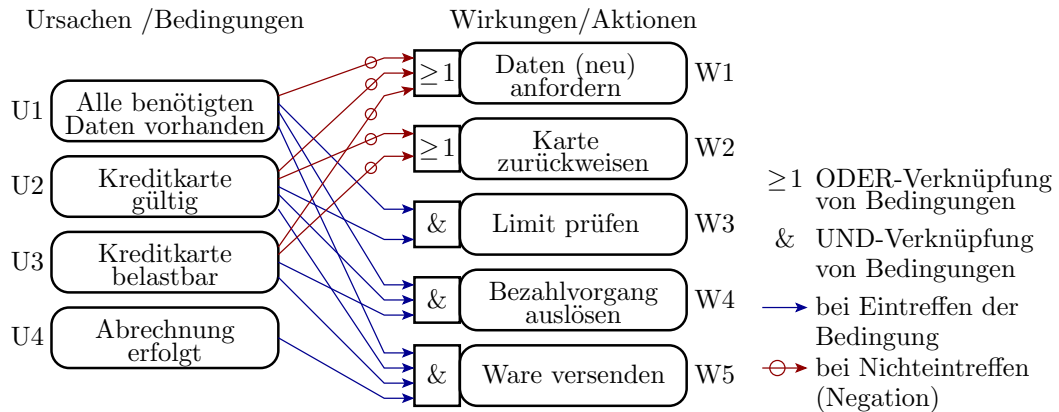 Ursachen /Bedingungen
Wirkungen/Aktionen
U1
Alle benötigten
Daten vorhanden
U2
Kreditkarte
gültig
U3
Kreditkarte
belastbar
U4
Abrechnung
erfolgt
≥1
Daten (neu)
anfordern
W1
≥1
Karte
zurückweisen
W2
&
Limit prüfen
W3
&
Bezahlvorgang
auslösen
W4
&
Ware versenden
W5
≥1 ODER-Verknüpfung
von Bedingungen
& UND-Verknüpfung
von Bedingungen
bei Eintreffen der
Bedingung
bei Nichteintreffen
(Negation)